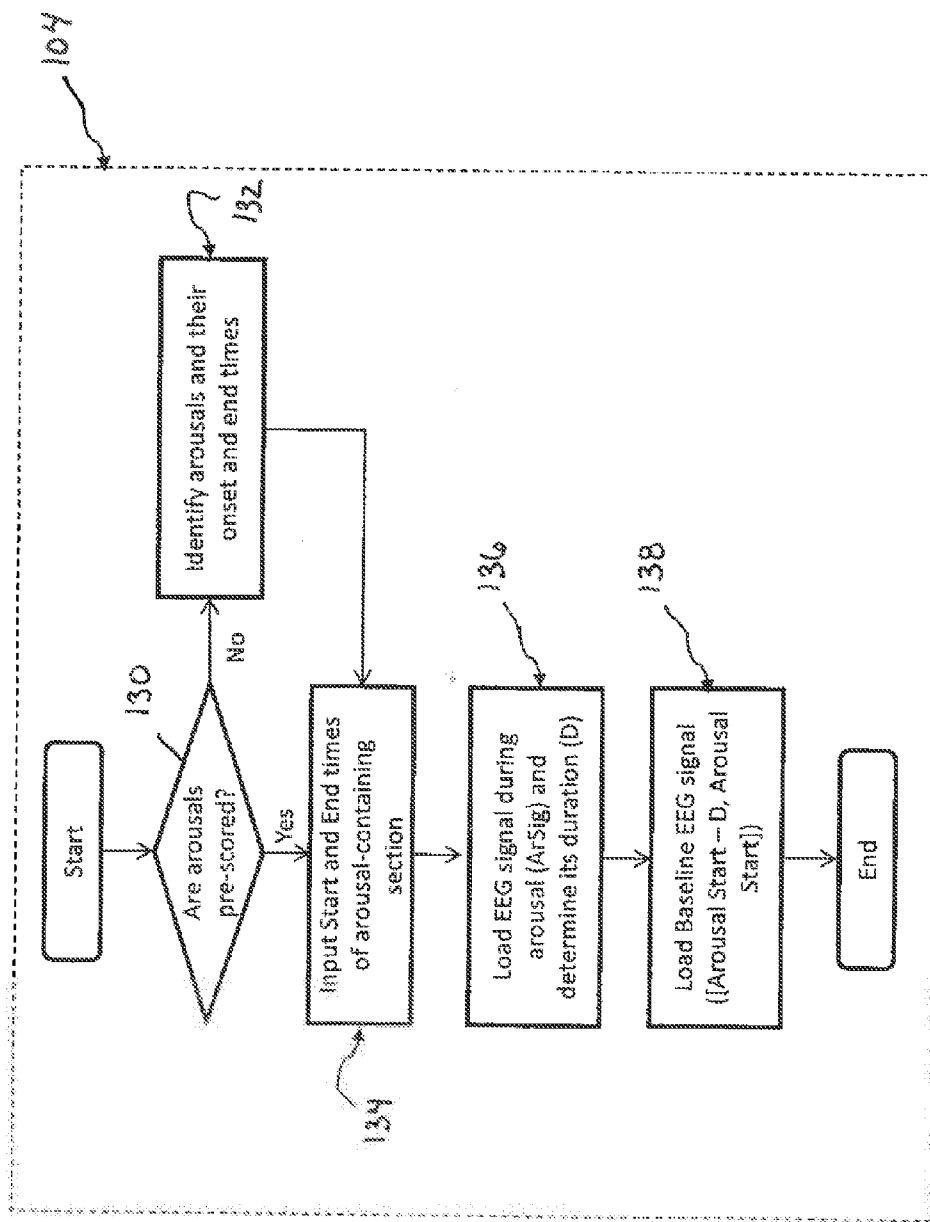 104
Start
130
Are arousals
pre-scored?
No
Yes
132
Identify arousals and their
onset and end times
134
Input Start and End times
of arousal-containing
section
136
Load EEG signal during
arousal (ArSig) and
determine its duration (D)
138
Load Baseline EEG signal
([Arousal Start – D, Arousal
Start])
End